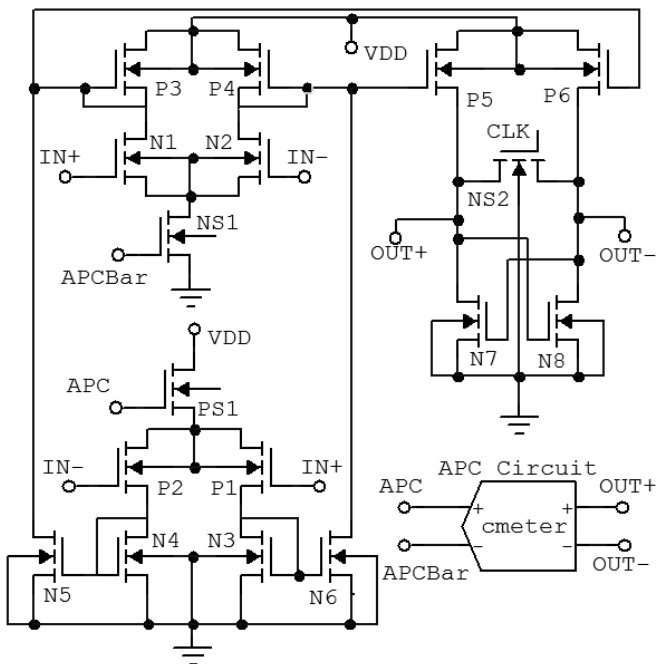 VDD
P3
P4
P5
P6
CLK
IN+
N1
N2
IN-
NS2
NS1
OUT+
OUT-
APCBar
VDD
N7
N8
APC
PS1
IN-
P2
P1
IN+
APC Circuit
APC
+
+
OUT+
cmeter
N4
N3
-
-
APCBar
OUT-
N5
N6